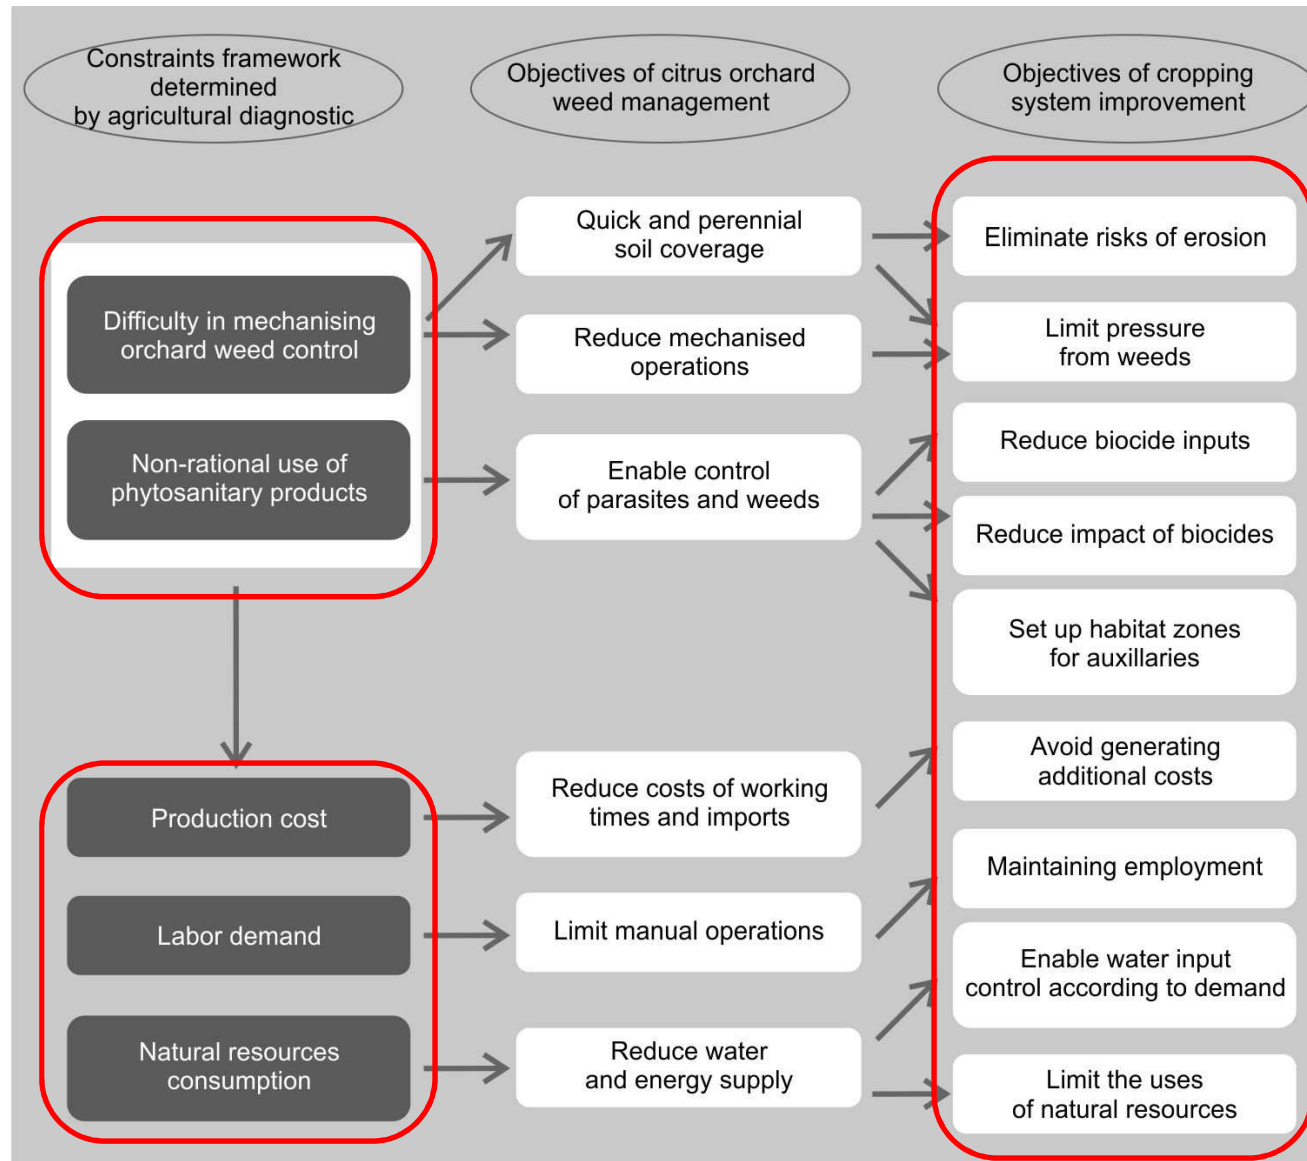 Constraints framework
determined
by agricultural diagnostic
Objectives of citrus orchard
weed management
Objectives of cropping
system improvement
Difficulty in mechanising
orchard weed control
Non-rational use of
phytosanitary products
Production cost
Labor demand
Natural resources
consumption
Quick and perennial
soil coverage
Reduce mechanised
operations
Enable control
of parasites and weeds
Reduce costs of working
times and imports
Limit manual operations
Reduce water
and energy supply
Eliminate risks of erosion
Limit pressure
from weeds
Reduce biocide inputs
Reduce impact of biocides
Set up habitat zones
for auxillaries
Avoid generating
additional costs
Maintaining employment
Enable water input
control according to demand
Limit the uses
of natural resources